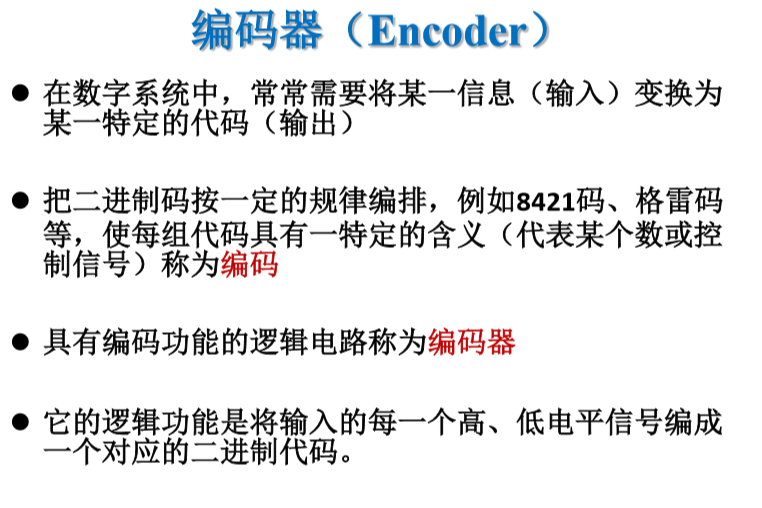 编码器（Encoder）
● 在数字系统中，常常需要将某一信息（输入）变换为
某一特定的代码（输出）
● 把二进制码按一定的规律编排，例如8421码、格雷码
等，使每组代码具有一特定的含义（代表某个数或控
制信号）称为编码
● 具有编码功能的逻辑电路称为编码器
● 它的逻辑功能是将输入的每一个高、低电平信号编成
一个对应的二进制代码。